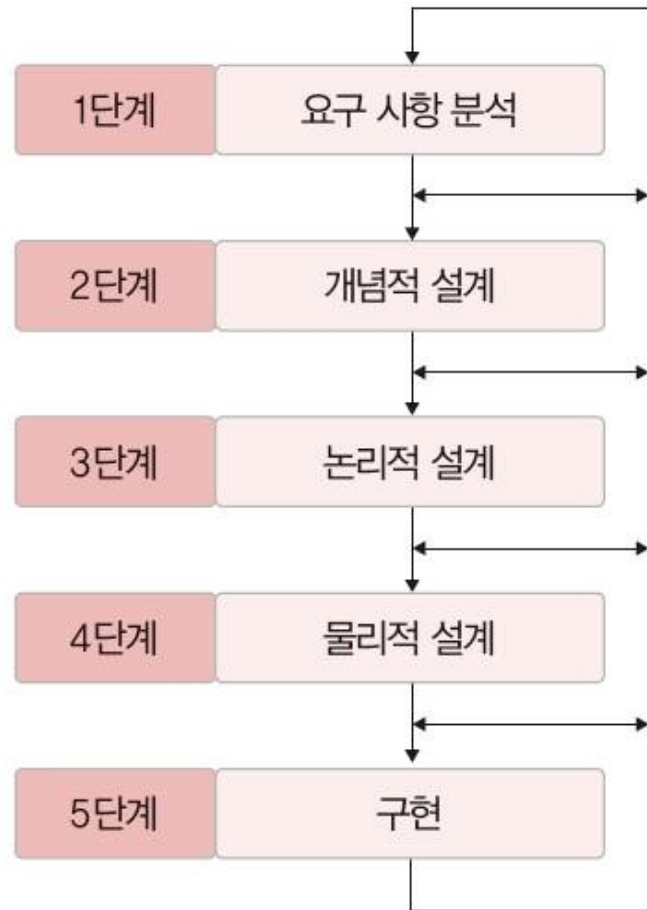 1단계 요구 사항 분석
2단계 개념적 설계
3단계 논리적 설계
4단계 물리적 설계
5단계 구현